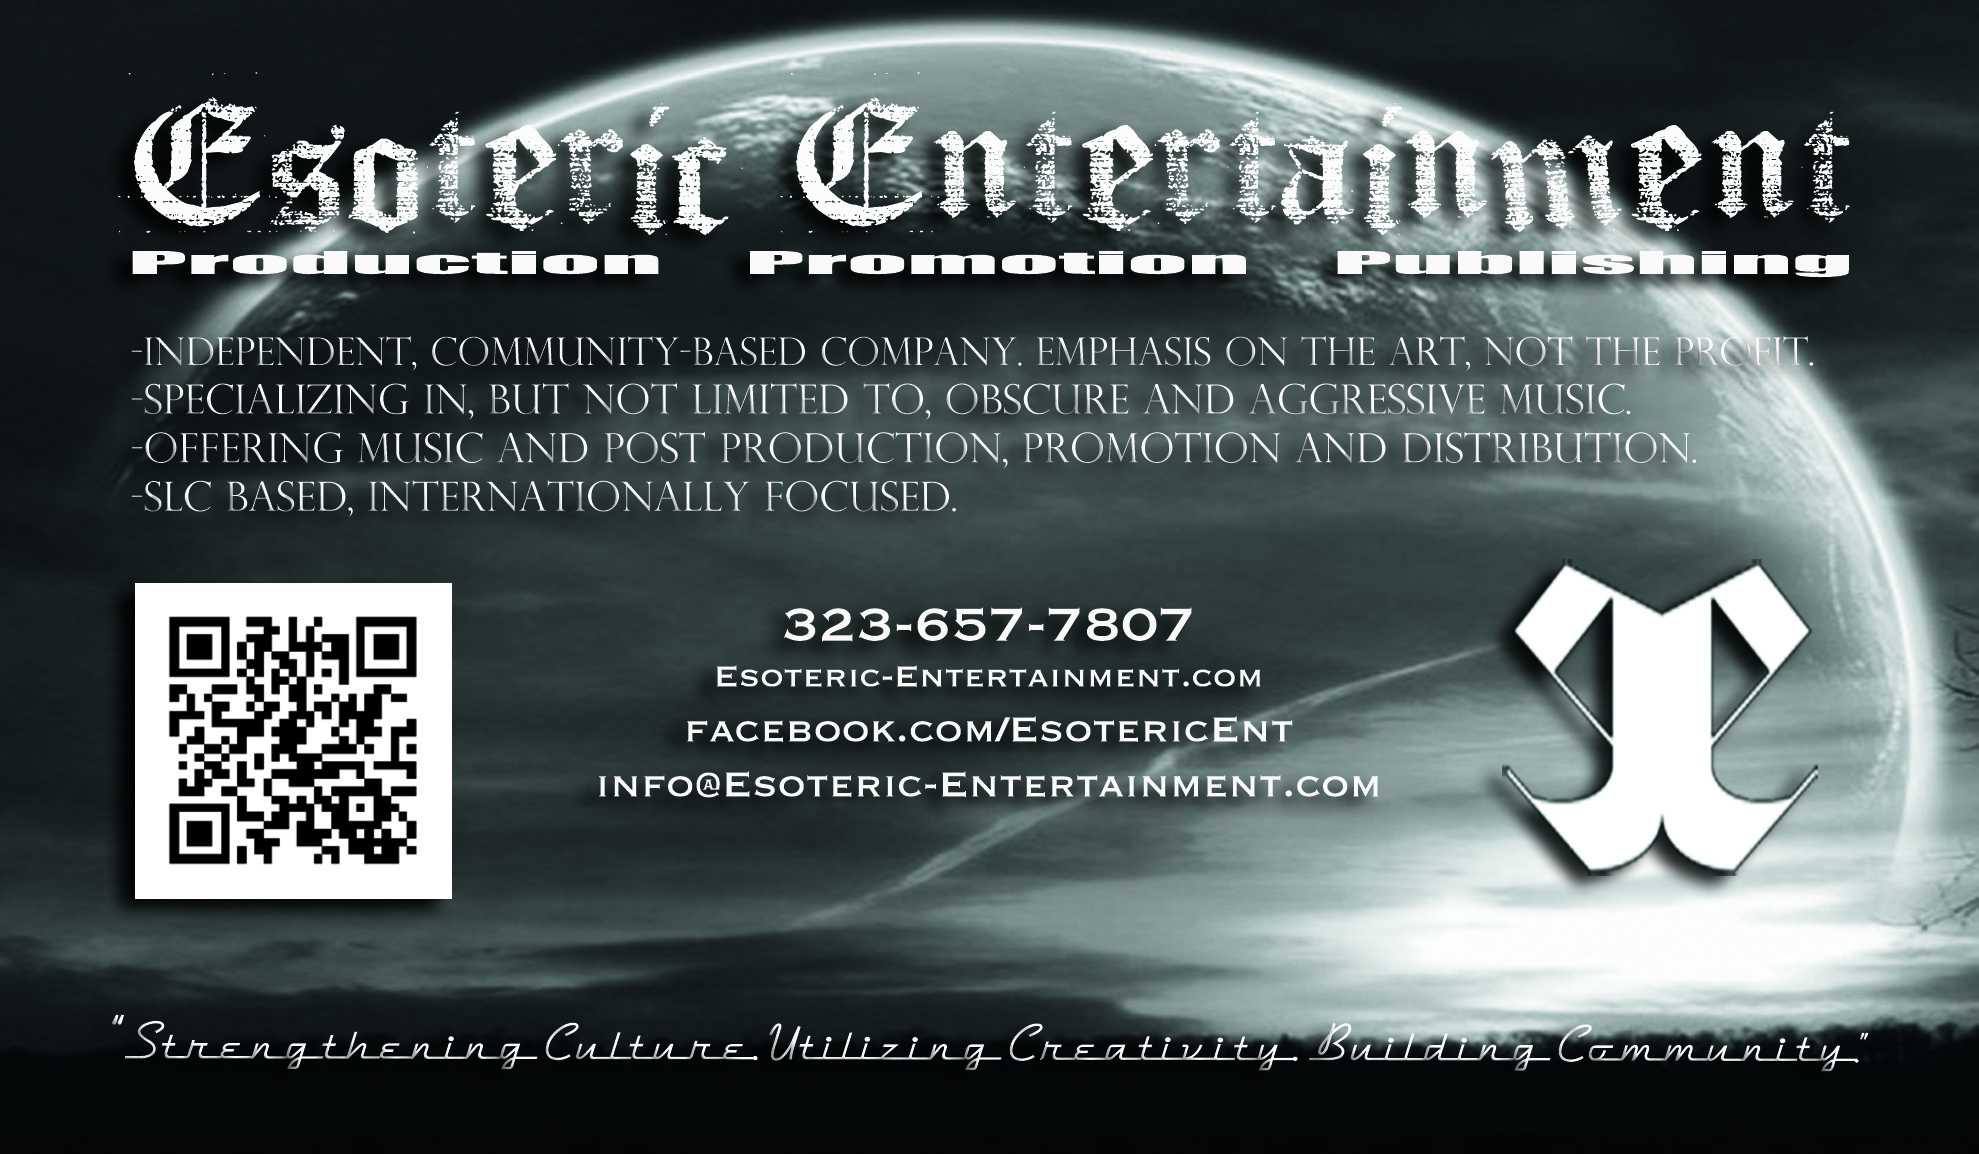 Esoteric Entertainment
Production Promotion Publishing
-INDEPENDENT, COMMUNITY-BASED COMPANY. EMPHASIS ON THE ART, NOT THE PROFIT.
-SPECIALIZING IN, BUT NOT LIMITED TO, OBSCURE AND AGGRESSIVE MUSIC.
-OFFERING MUSIC AND POST PRODUCTION, PROMOTION AND DISTRIBUTION.
-SLC BASED, INTERNATIONALLY FOCUSED.
323-657-7807
Esoteric-Entertainment.com
facebook.com/EsotericEnt
info@Esoteric-Entertainment.com
"Strengthening Culture. Utilizing Creativity. Building Community."